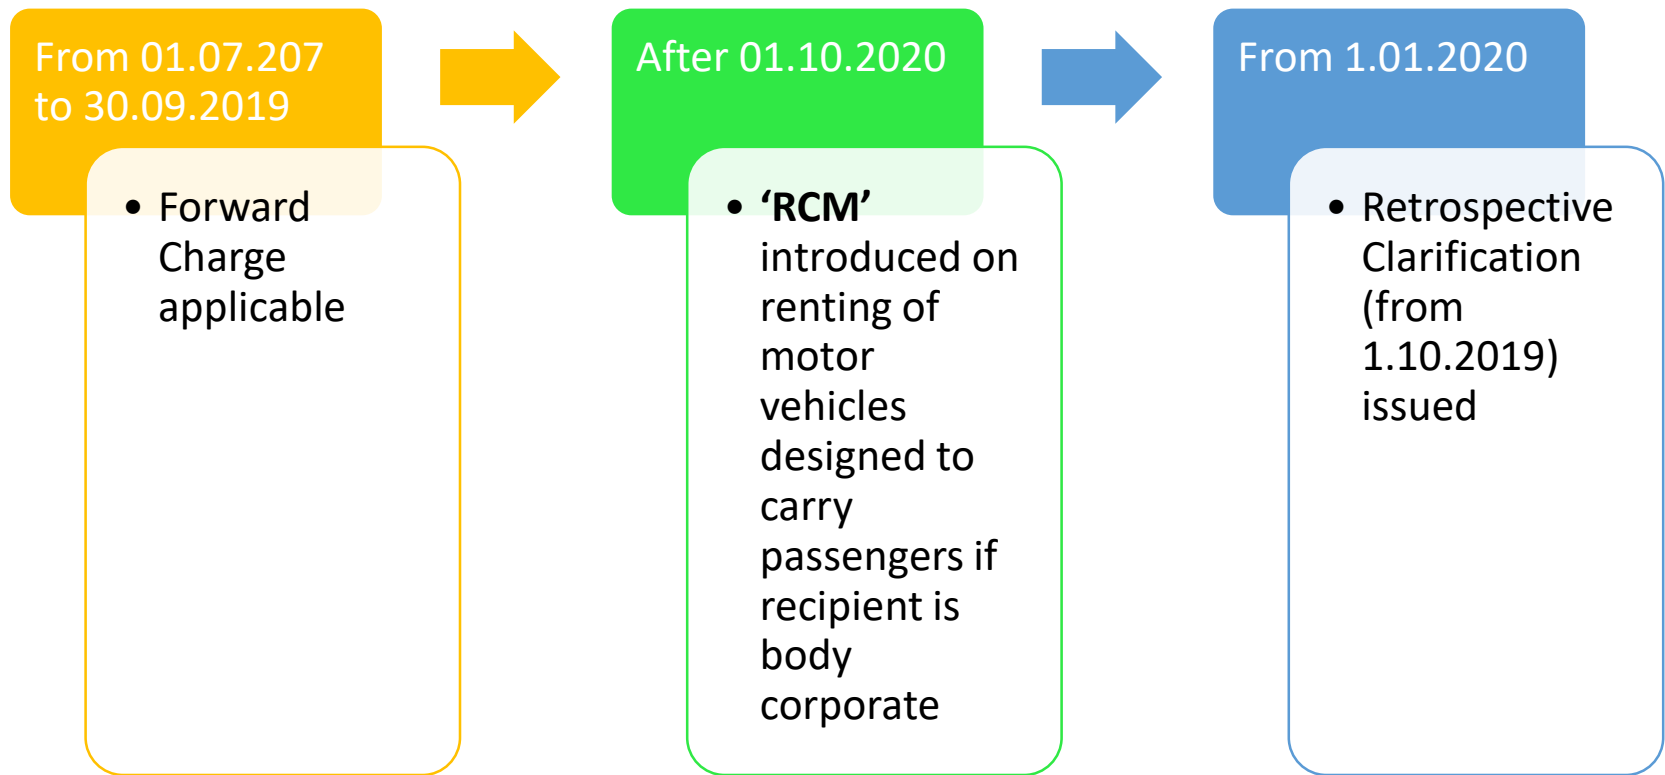 From 01.07.207
to 30.09.2019
• Forward
Charge
applicable
After 01.10.2020
• ‘RCM’
introduced on
renting of
motor
vehicles
designed to
carry
passengers if
recipient is
body
corporate
From 1.01.2020
• Retrospective
Clarification
(from
1.10.2019)
issued